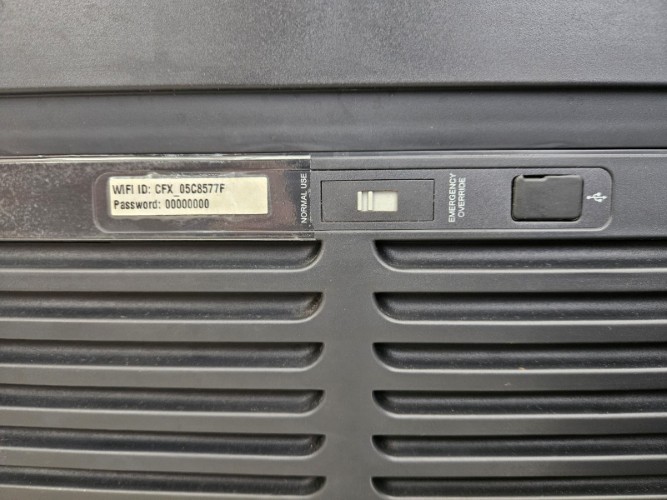 WIFI ID: CFX_05C8577F
Password: 00000000
NORMAL USE
EMERGENCY
OVERRIDE